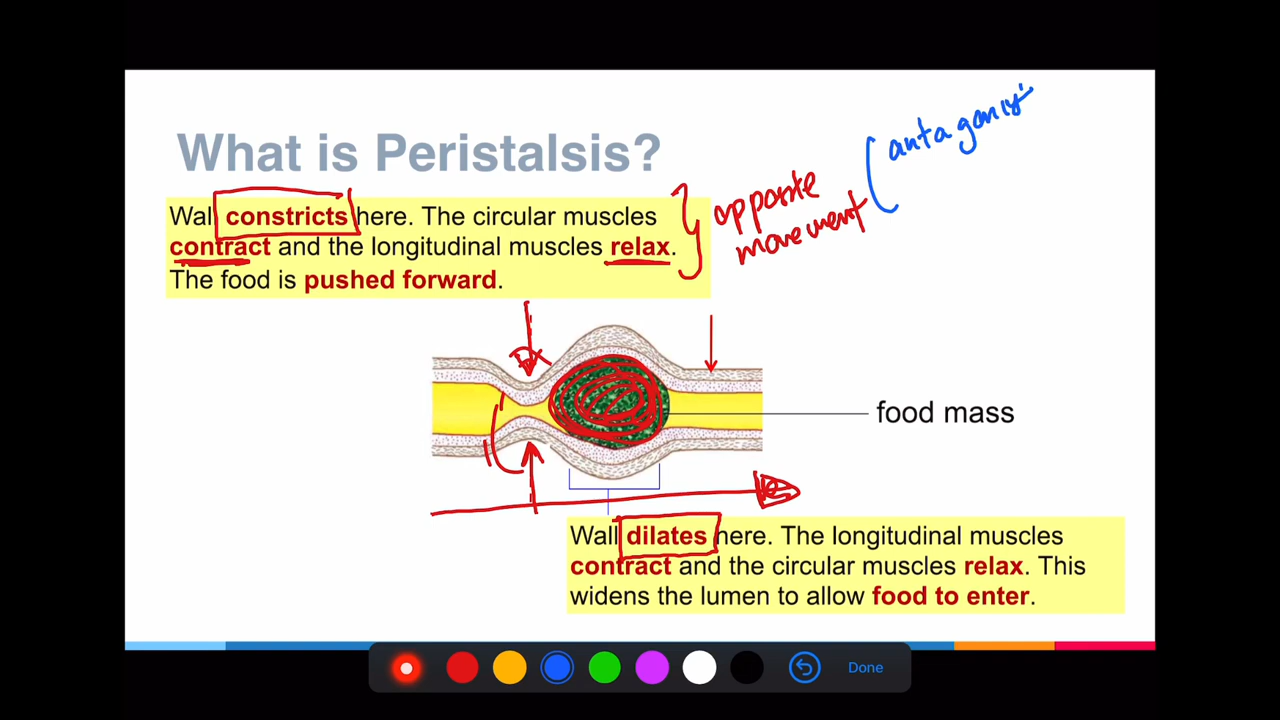 What is Peristalsis?
Wall constricts here. The circular muscles
contract and the longitudinal muscles relax.
The food is pushed forward.
opposite
movement
food mass
Wall dilates here. The longitudinal muscles
contract and the circular muscles relax. This
widens the lumen to allow food to enter.
Done